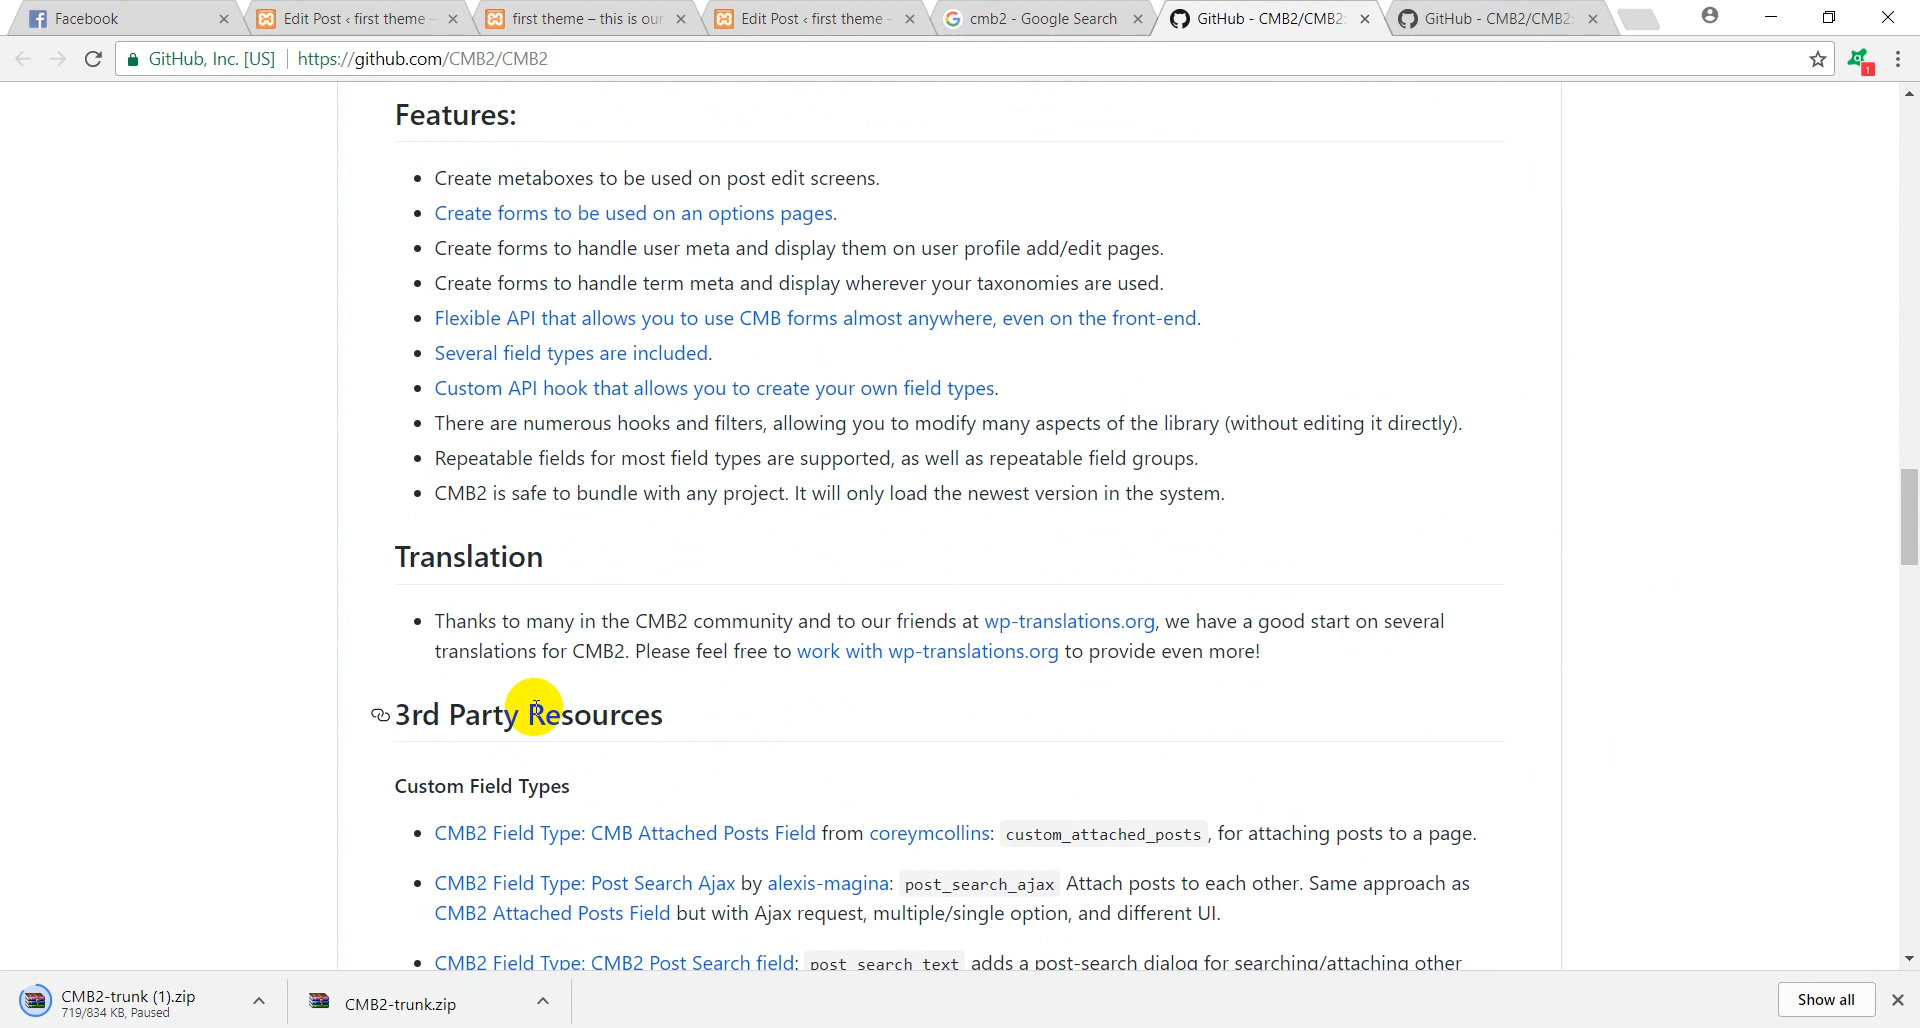 Facebook
Edit Post ‹ first theme –
first theme – this is our
Edit Post ‹ first theme –
cmb2 - Google Search
GitHub - CMB2/CMB2:
GitHub - CMB2/CMB2:
GitHub, Inc. [US]
https://github.com/CMB2/CMB2
1
Features:
Create metaboxes to be used on post edit screens.
Create forms to be used on an options pages.
Create forms to handle user meta and display them on user profile add/edit pages.
Create forms to handle term meta and display wherever your taxonomies are used.
Flexible API that allows you to use CMB forms almost anywhere, even on the front-end.
Several field types are included.
Custom API hook that allows you to create your own field types.
There are numerous hooks and filters, allowing you to modify many aspects of the library (without editing it directly).
Repeatable fields for most field types are supported, as well as repeatable field groups.
CMB2 is safe to bundle with any project. It will only load the newest version in the system.
Translation
Thanks to many in the CMB2 community and to our friends at wp-translations.org, we have a good start on several
translations for CMB2. Please feel free to work with wp-translations.org to provide even more!
3rd Party Resources
Custom Field Types
CMB2 Field Type: CMB Attached Posts Field from coreymcollins: custom_attached_posts , for attaching posts to a page.
CMB2 Field Type: Post Search Ajax by alexis-magina: post_search_ajax Attach posts to each other. Same approach as
CMB2 Attached Posts Field but with Ajax request, multiple/single option, and different UI.
CMB2 Field Type: CMB2 Post Search field: post_search_text adds a post-search dialog for searching/attaching other
CMB2-trunk (1).zip
719/834 KB, Paused
CMB2-trunk.zip
Show all